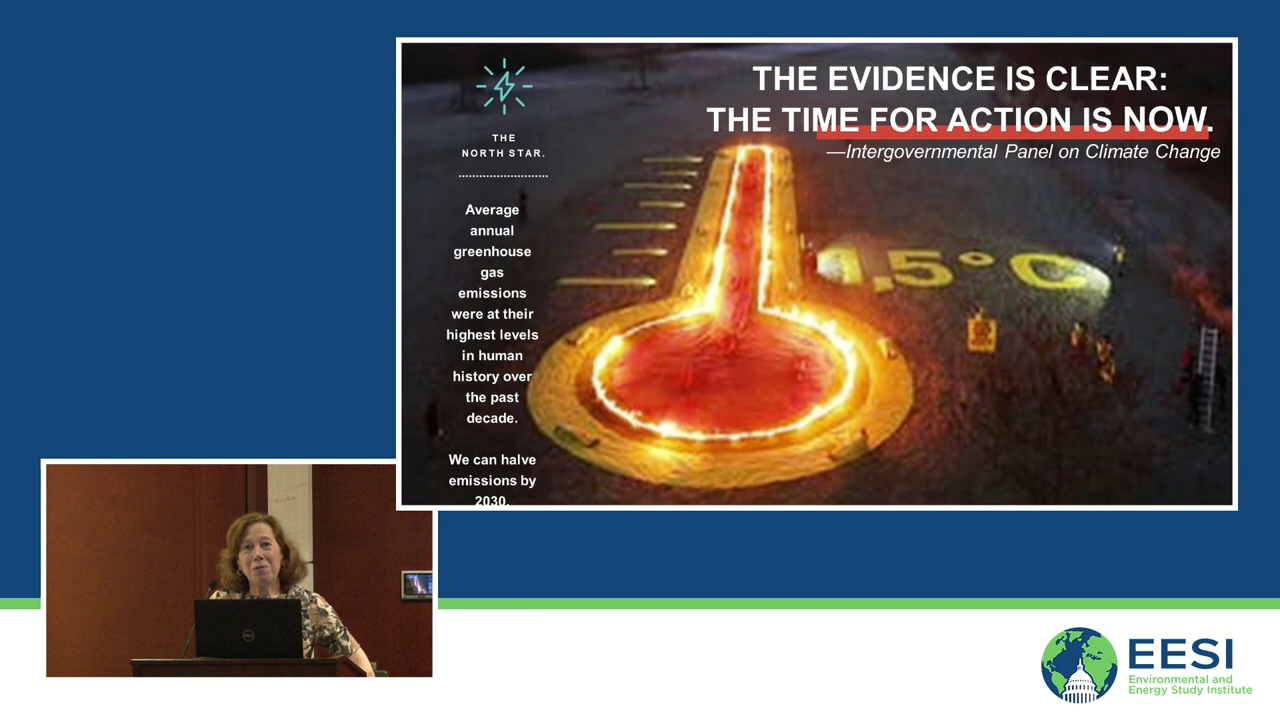 THE EVIDENCE IS CLEAR:
THE TIME FOR ACTION IS NOW.
—Intergovernmental Panel on Climate Change
THE
NORTH STAR.
Average
annual
greenhouse
gas
emissions
were at their
highest levels
in human
history over
the past
decade.
We can halve
emissions by
2030.
1,5° C
DELL
EESI
Environmental and
Energy Study Institute